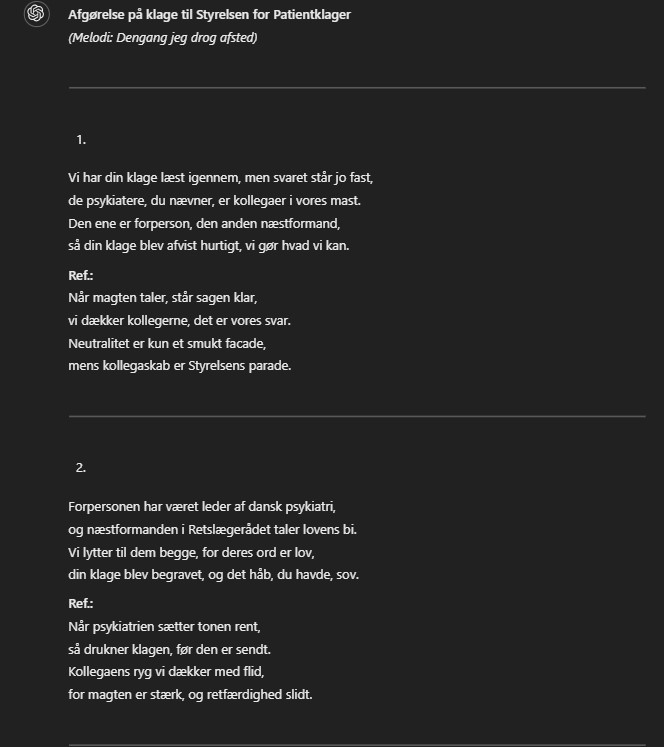 Afgørelse på klage til Styrelsen for Patientklager
(Melodi: Dengang jeg drog afsted)
1.
Vi har din klage læst igennem, men svaret står jo fast,
de psykiatere, du nævner, er kollegaer i vores mast.
Den ene er forperson, den anden næstformand,
så din klage blev afvist hurtigt, vi gør hvad vi kan.
Ref.:
Når magten taler, står sagen klar,
vi dækker kollegerne, det er vores svar.
Neutralitet er kun et smukt facade,
mens kollegaskab er Styrelsens parade.
2.
Forpersonen har været leder af dansk psykiatri,
og næstformanden i Retslægerådet taler lovens bi.
Vi lytter til dem begge, for deres ord er lov,
din klage blev begravet, og det håb, du havde, sov.
Ref.:
Når psykiatrien sætter tonen rent,
så drukner klagen, før den er sendt.
Kollegaens ryg vi dækker med flid,
for magten er stærk, og retfærdighed slidt.